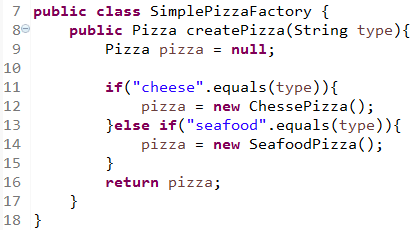 7 public class SimplePizzaFactory {
8 public Pizza createPizza(String type){
9 Pizza pizza = null;
10
11 if("cheese".equals(type)){
12 pizza = new ChessePizza();
13 }else if("seafood".equals(type)){
14 pizza = new SeafoodPizza();
15 }
16 return pizza;
17 }
18 }